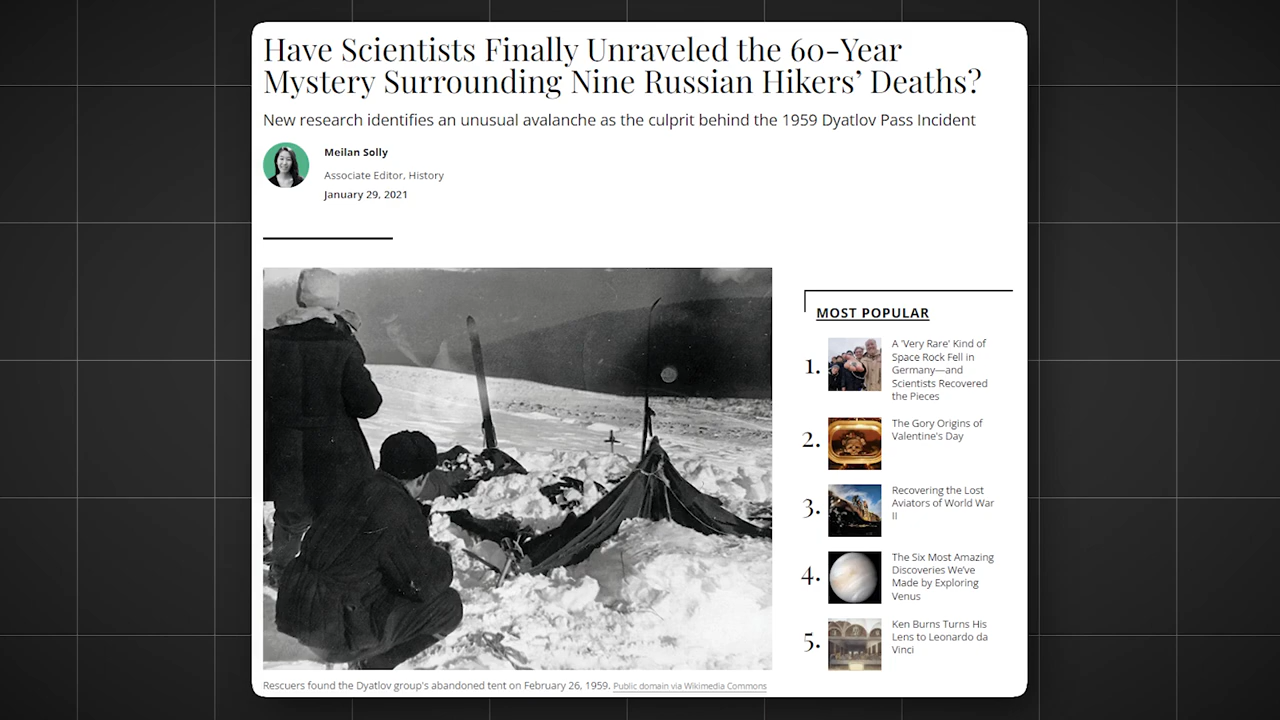 Have Scientists Finally Unraveled the 60-Year
Mystery Surrounding Nine Russian Hikers’ Deaths?
New research identifies an unusual avalanche as the culprit behind the 1959 Dyatlov Pass Incident
Meilan Solly
Associate Editor, History
January 29, 2021
MOST POPULAR
1.
A 'Very Rare' Kind of
Space Rock Fell in
Germany—and
Scientists Recovered
the Pieces
2.
The Gory Origins of
Valentine's Day
3.
Recovering the Lost
Aviators of World War
II
4.
The Six Most Amazing
Discoveries We've
Made by Exploring
Venus
5.
Ken Burns Turns His
Lens to Leonardo da
Vinci
Rescuers found the Dyatlov group's abandoned tent on February 26, 1959. Public domain via Wikimedia Commons